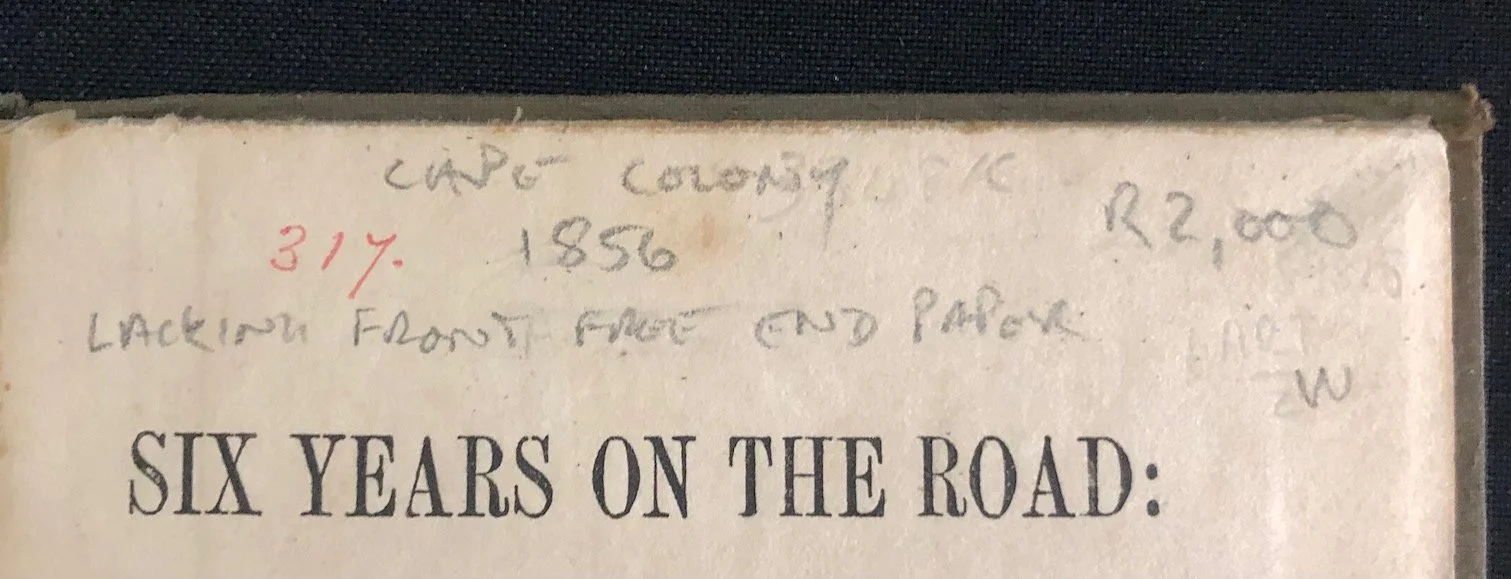 CAPE COLONY
317. 1856 R2,000
LACKING FRONT FREE END PAPER
SIX YEARS ON THE ROAD: